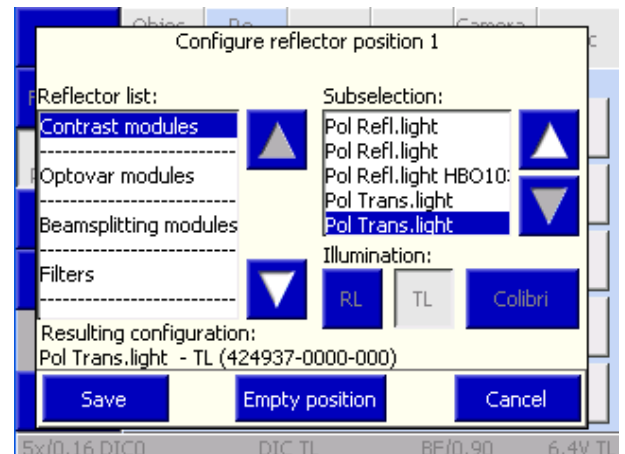 Objec
Camera
Configure reflector position 1
Reflector list:
Subselection:
Contrast modules
------------------------
Optovar modules
------------------------
Beamsplitting modules
------------------------
Filters
------------------------
Pol Refl.light
Pol Refl.light
Pol Refl.light HBO10
Pol Trans.light
Pol Trans.light
Illumination:
RL
TL
Colibri
Resulting configuration:
Pol Trans.light - TL (424937-0000-000)
Save
Empty position
Cancel
5x/0.16 DIC0
DIC TL
BF/0.90
6.4V TL